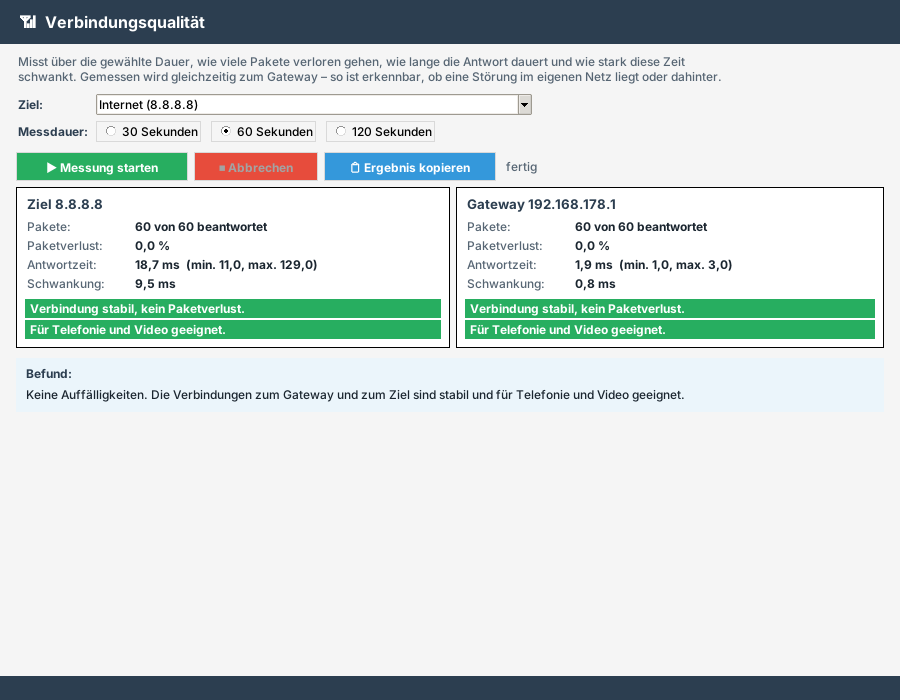 Verbindungsqualität
Misst über die gewählte Dauer, wie viele Pakete verloren gehen, wie lange die Antwort dauert und wie stark diese Zeit
schwankt. Gemessen wird gleichzeitig zum Gateway – so ist erkennbar, ob eine Störung im eigenen Netz liegt oder dahinter.
Ziel: Internet (8.8.8.8)
Messdauer: 30 Sekunden 60 Sekunden 120 Sekunden
▶ Messung starten ■ Abbrechen 📋 Ergebnis kopieren fertig
Ziel 8.8.8.8
Pakete: 60 von 60 beantwortet
Paketverlust: 0,0 %
Antwortzeit: 18,7 ms (min. 11,0, max. 129,0)
Schwankung: 9,5 ms
Verbindung stabil, kein Paketverlust.
Für Telefonie und Video geeignet.
Gateway 192.168.178.1
Pakete: 60 von 60 beantwortet
Paketverlust: 0,0 %
Antwortzeit: 1,9 ms (min. 1,0, max. 3,0)
Schwankung: 0,8 ms
Verbindung stabil, kein Paketverlust.
Für Telefonie und Video geeignet.
Befund:
Keine Auffälligkeiten. Die Verbindungen zum Gateway und zum Ziel sind stabil und für Telefonie und Video geeignet.